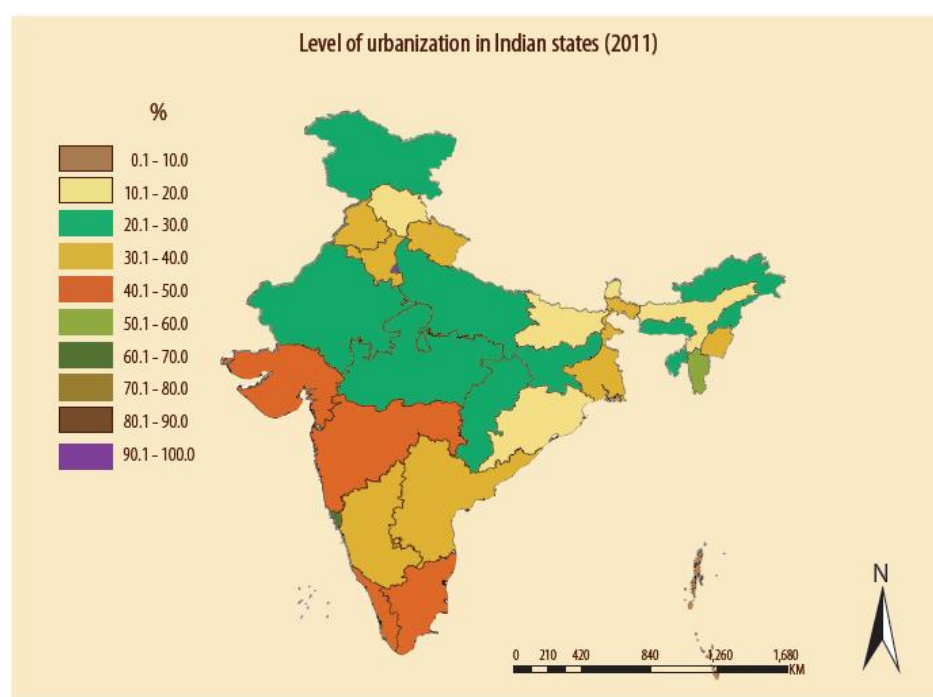 Level of urbanization in Indian states (2011)
%
0.1 – 10.0
10.1 – 20.0
20.1 – 30.0
30.1 – 40.0
40.1 – 50.0
50.1 – 60.0
60.1 – 70.0
70.1 – 80.0
80.1 – 90.0
90.1 – 100.0
N
0 210 420 840 1,260 1,680
KM